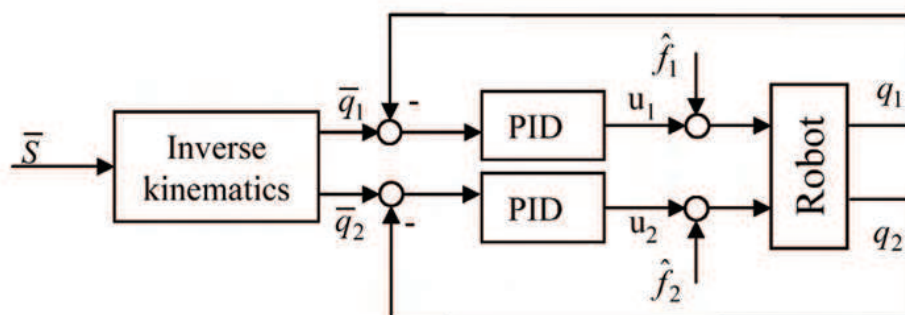 S̅
Inverse
kinematics
q̅₁
-
PID
u₁
f̂₁
Robot
q₁
q̅₂
-
PID
u₂
f̂₂
q₂